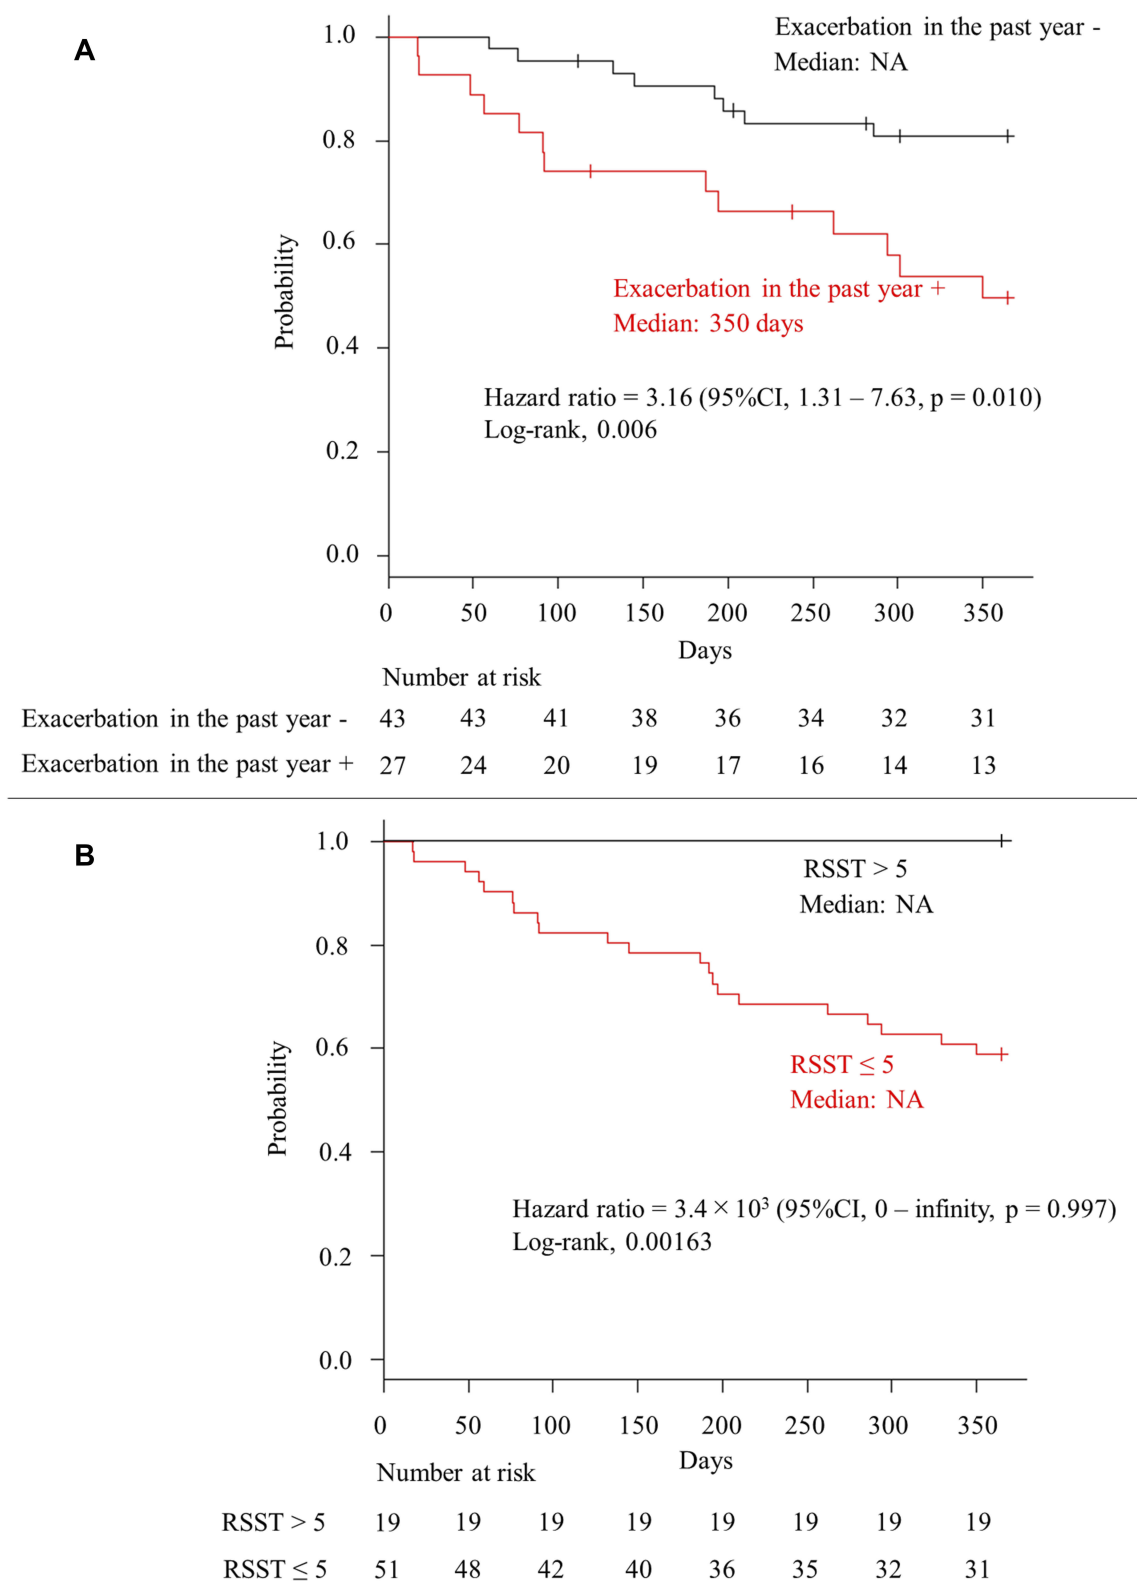 A
Exacerbation in the past year -
Median: NA
1.0
0.8
0.6
0.4
0.2
0.0
Probability
Exacerbation in the past year +
Median: 350 days
Hazard ratio = 3.16 (95%CI, 1.31 – 7.63, p = 0.010)
Log-rank, 0.006
0 50 100 150 200 250 300 350
Days
Number at risk
Exacerbation in the past year - 43 43 41 38 36 34 32 31
Exacerbation in the past year + 27 24 20 19 17 16 14 13
B
1.0
0.8
0.6
0.4
0.2
0.0
Probability
RSST > 5
Median: NA
RSST ≤ 5
Median: NA
Hazard ratio = 3.4 × 10³ (95%CI, 0 – infinity, p = 0.997)
Log-rank, 0.00163
0 50 100 150 200 250 300 350
Days
Number at risk
RSST > 5 19 19 19 19 19 19 19 19
RSST ≤ 5 51 48 42 40 36 35 32 31